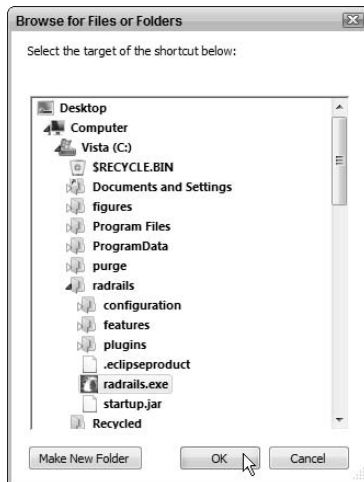 Browse for Files or Folders
Select the target of the shortcut below:
Desktop
Computer
Vista (C:)
$RECYCLE.BIN
Documents and Settings
figures
Program Files
ProgramData
purge
radrails
configuration
features
plugins
.eclipseproduct
radrails.exe
startup.jar
Recycled
Make New Folder
OK
Cancel